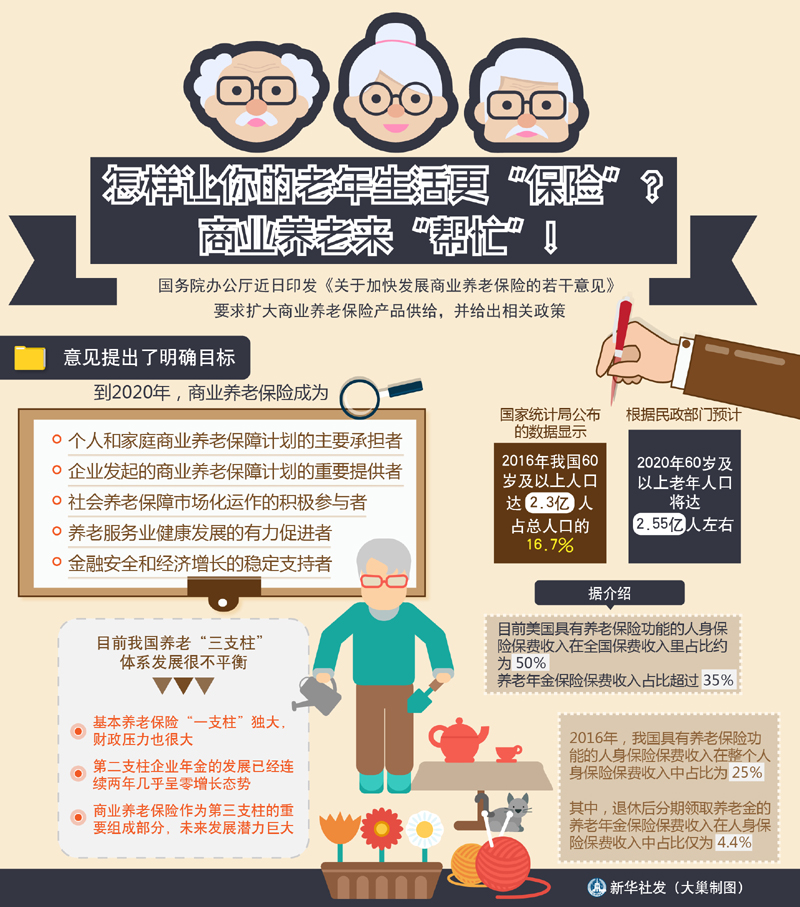 怎样让你的老年生活更“保险”？
商业养老来“帮忙”！
国务院办公厅近日印发《关于加快发展商业养老保险的若干意见》
要求扩大商业养老保险产品供给，并给出相关政策
意见提出了明确目标
到2020年，商业养老保险成为
个人和家庭商业养老保障计划的主要承担者
企业发起的商业养老保障计划的重要提供者
社会养老保障市场化运作的积极参与者
养老服务业健康发展的有力促进者
金融安全和经济增长的稳定支持者
国家统计局公布
的数据显示
2016年我国60
岁及以上人口
达 2.3亿 人
占总人口的
16.7%
根据民政部门预计
2020年60岁及
以上老年人口
将达
2.55亿人左右
据介绍
目前美国具有养老保险功能的人身保
险保费收入在全国保费收入里占比约
为 50%
养老年金保险保费收入占比超过 35%
目前我国养老“三支柱”
体系发展很不平衡
基本养老保险“一支柱”独大，
财政压力也很大
第二支柱企业年金的发展已经连
续两年几乎呈零增长态势
商业养老保险作为第三支柱的重
要组成部分，未来发展潜力巨大
2016年，我国具有养老保险功
能的人身保险保费收入在整个人
身保险保费收入中占比为 25%
其中，退休后分期领取养老金的
养老年金保险保费收入在人身保
险保费收入中占比仅为 4.4%
新华社发（大巢制图）